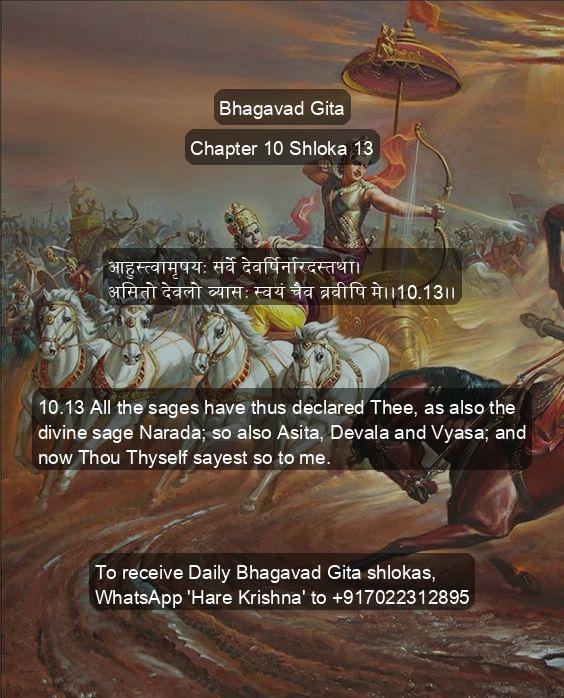 Bhagavad Gita
Chapter 10 Shloka 13
आहुस्त्वामृषयः सर्वे देवर्षिर्नारदस्तथा।
असितो देवलो व्यासः स्वयं चैव ब्रवीषि मे।।10.13।।
10.13 All the sages have thus declared Thee, as also the
divine sage Narada; so also Asita, Devala and Vyasa; and
now Thou Thyself sayest so to me.
To receive Daily Bhagavad Gita shlokas,
WhatsApp 'Hare Krishna' to +917022312895